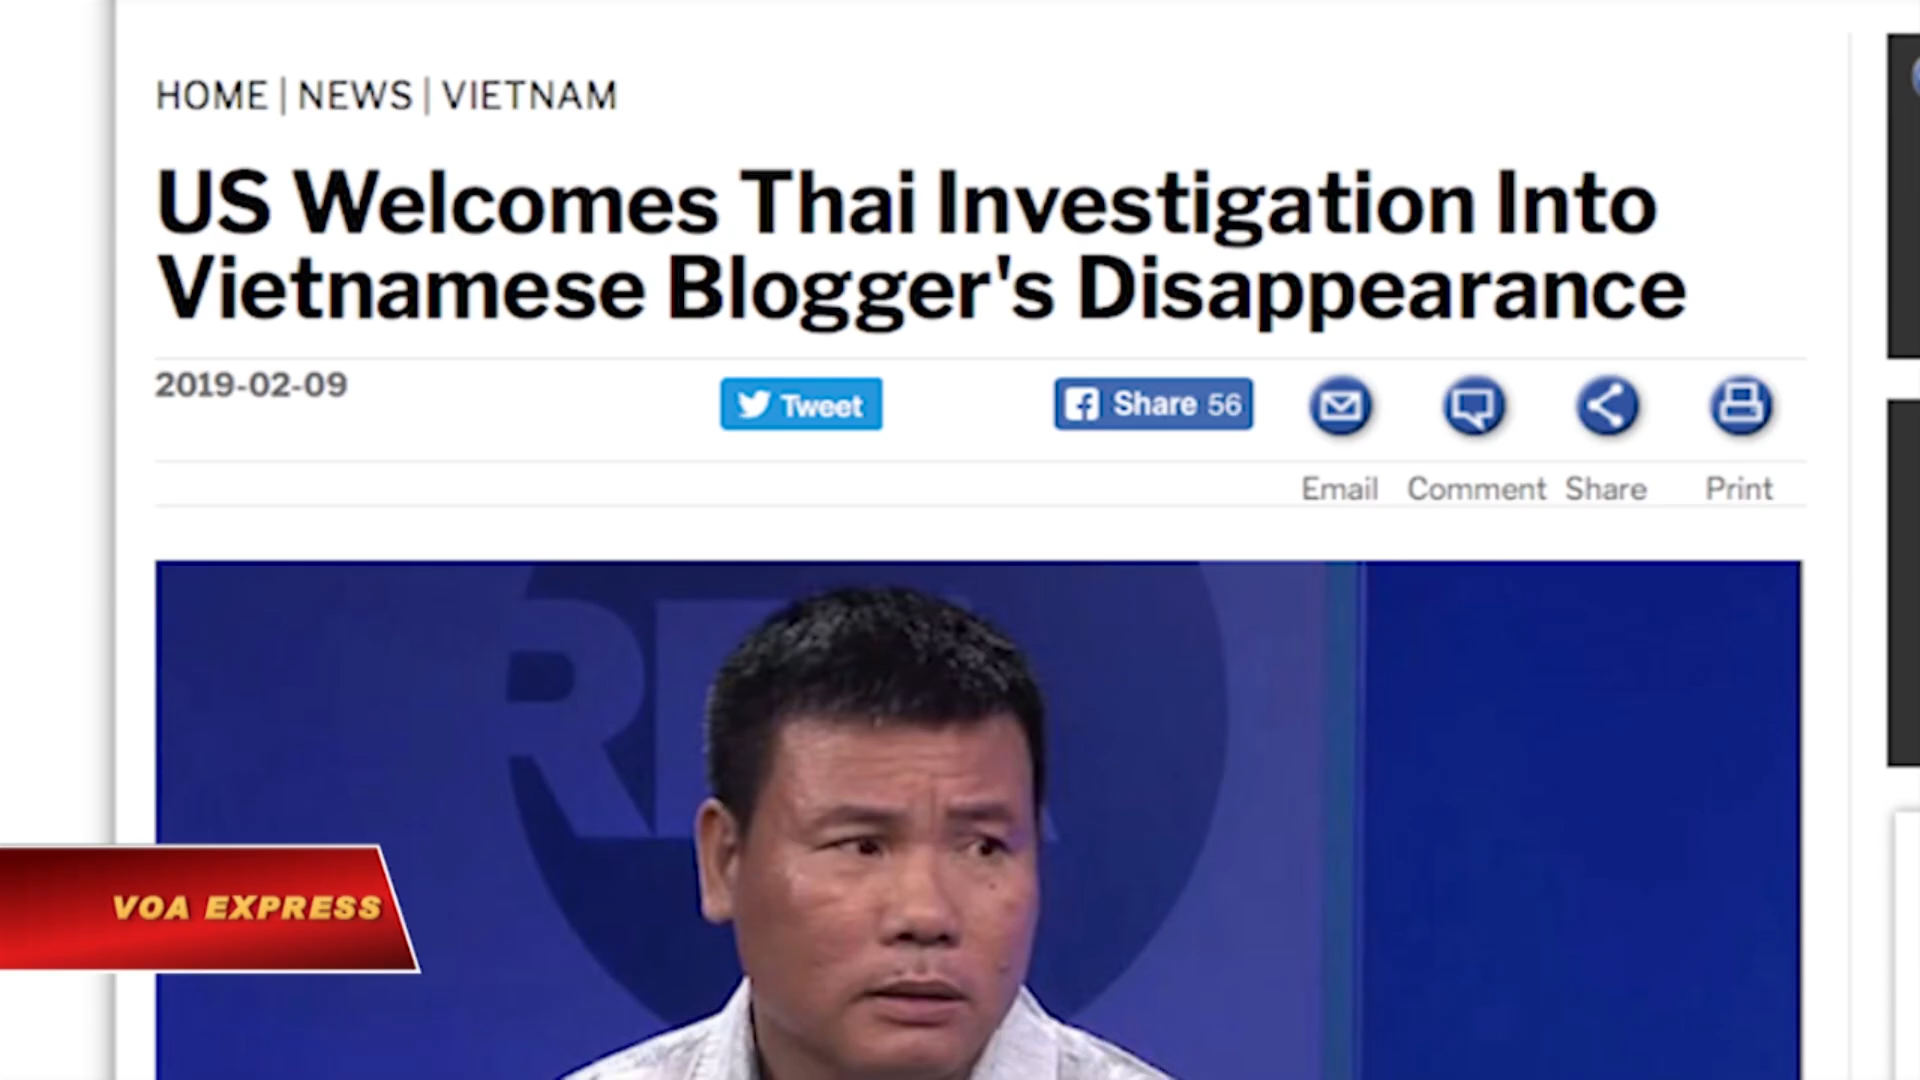 HOME | NEWS | VIETNAM
US Welcomes Thai Investigation Into
Vietnamese Blogger's Disappearance
2019-02-09
Tweet
Share 56
Email Comment Share Print
RFA
VOA EXPRESS